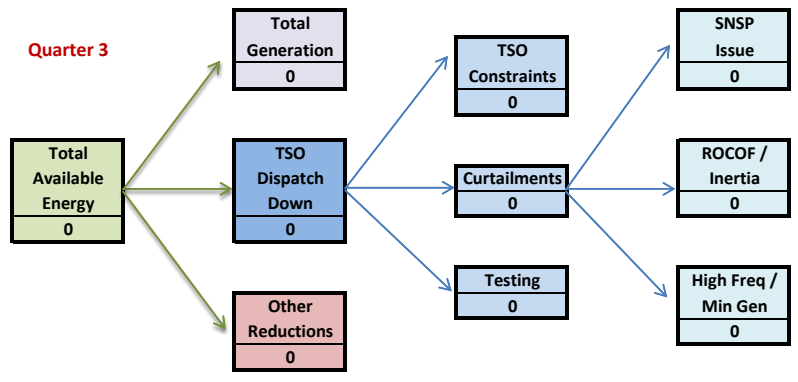 Quarter 3
Total
Available
Energy
0
Total
Generation
0
TSO
Dispatch
Down
0
Other
Reductions
0
TSO
Constraints
0
Curtailments
0
Testing
0
SNSP
Issue
0
ROCOF /
Inertia
0
High Freq /
Min Gen
0